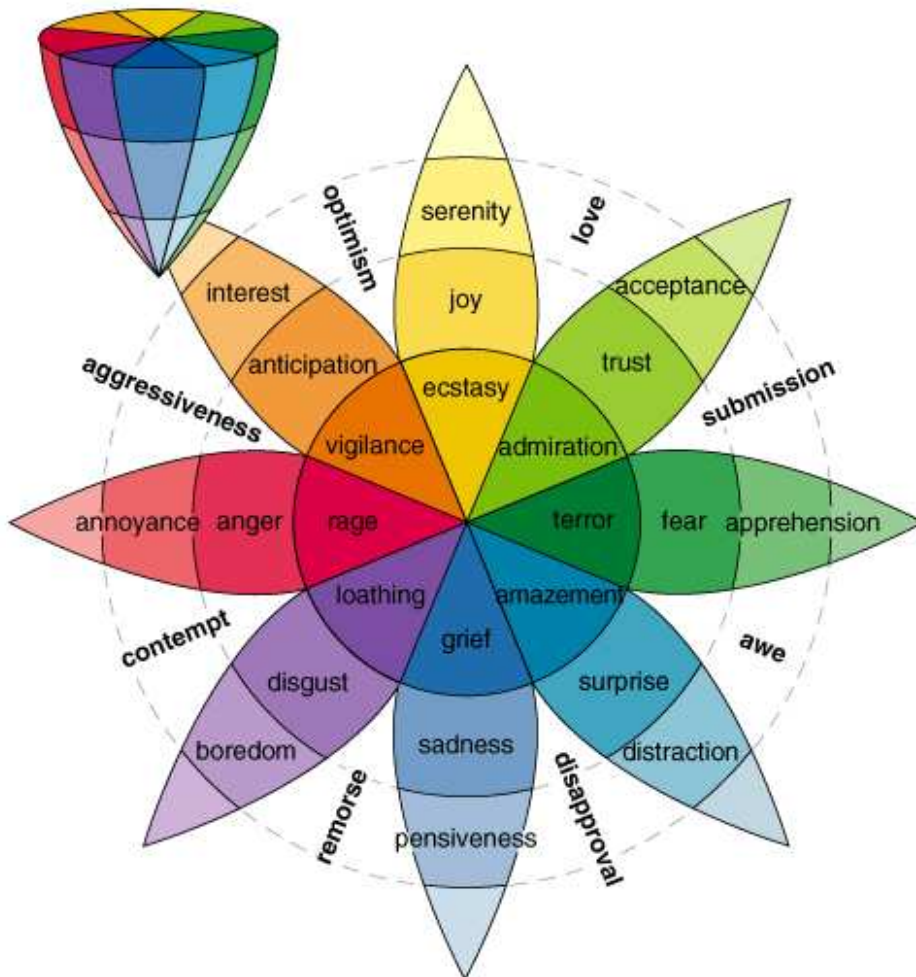 optimism
serenity
love
interest
joy
acceptance
anticipation
trust
aggressiveness
ecstasy
submission
vigilance
admiration
annoyance
anger
rage
terror
fear
apprehension
loathing
amazement
contempt
grief
awe
disgust
surprise
boredom
sadness
distraction
remorse
disapproval
pensiveness